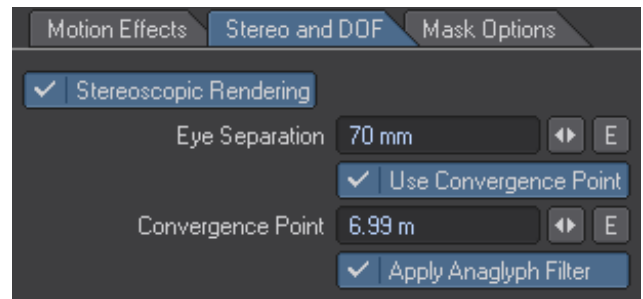 Motion Effects Stereo and DOF Mask Options
Stereoscopic Rendering
Eye Separation 70 mm E
Use Convergence Point
Convergence Point 6.99 m E
Apply Anaglyph Filter